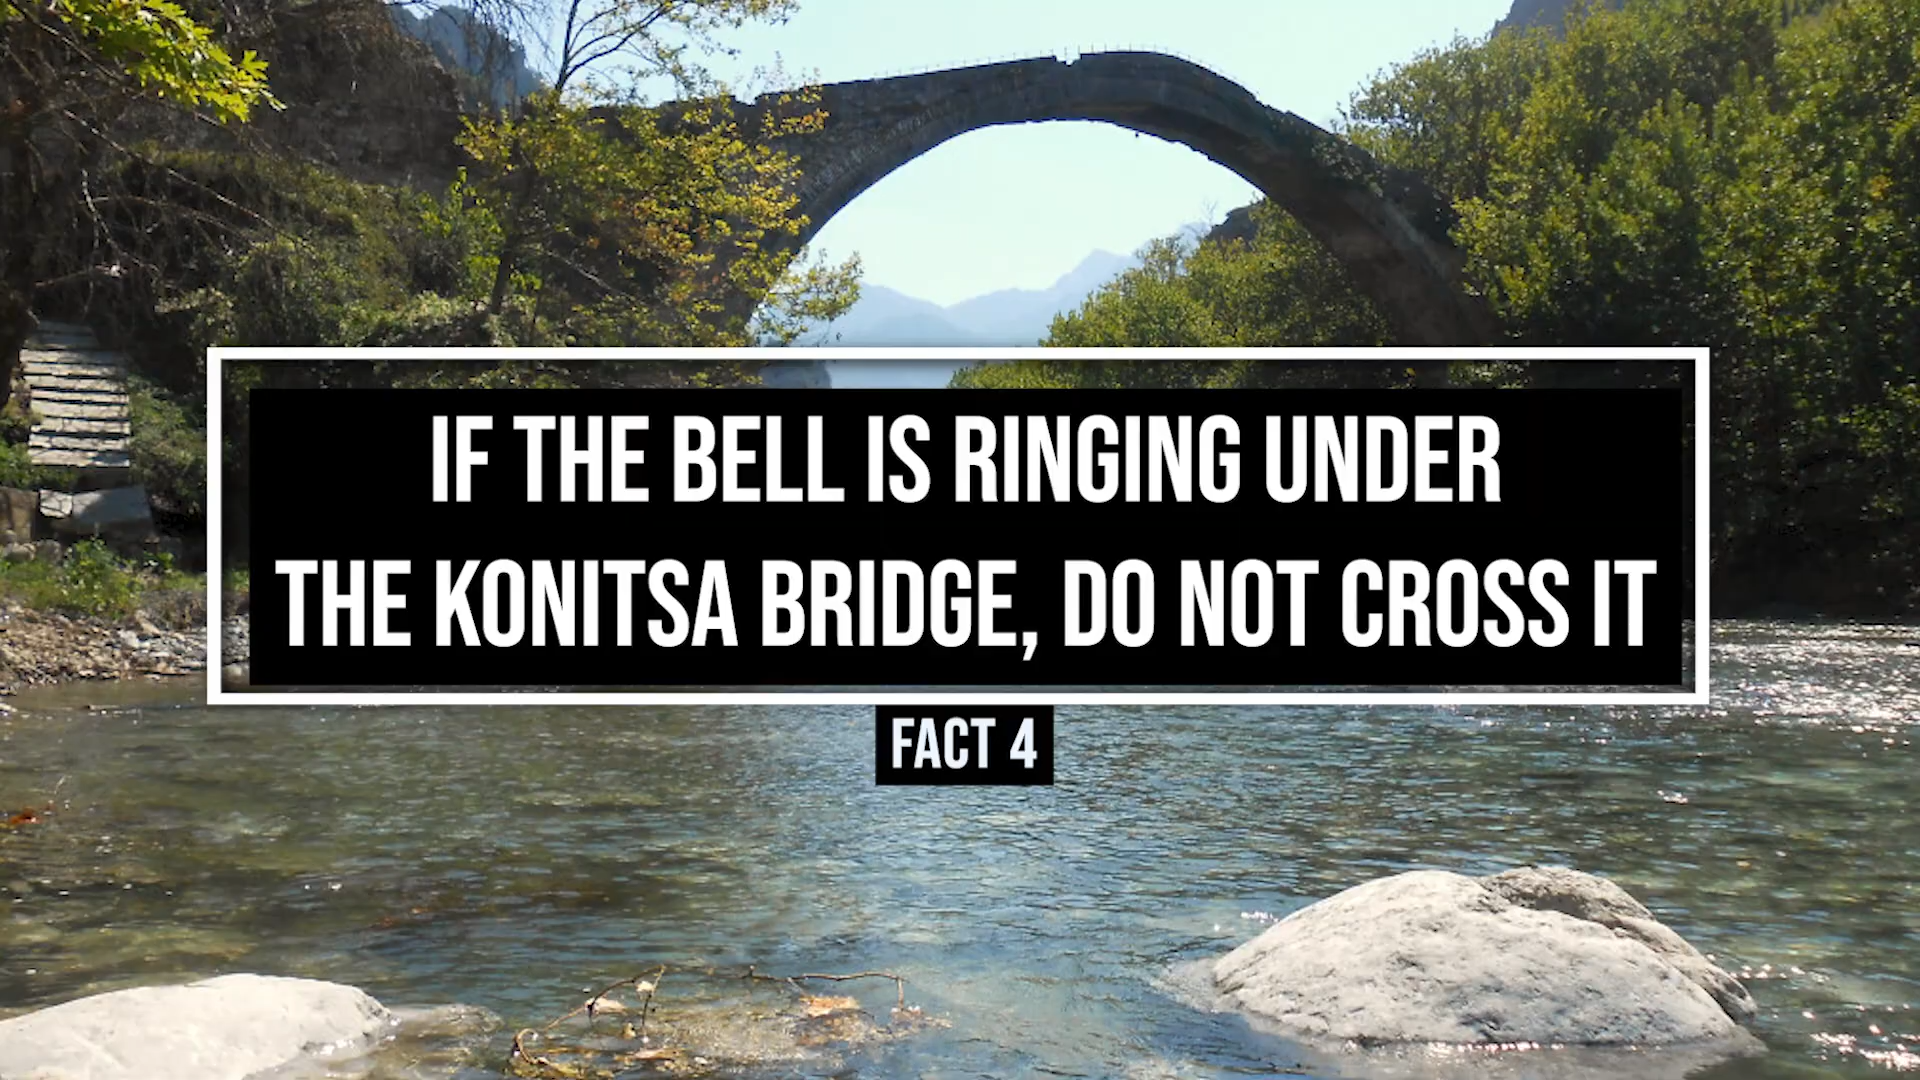 IF THE BELL IS RINGING UNDER
THE KONITSA BRIDGE, DO NOT CROSS IT
FACT 4